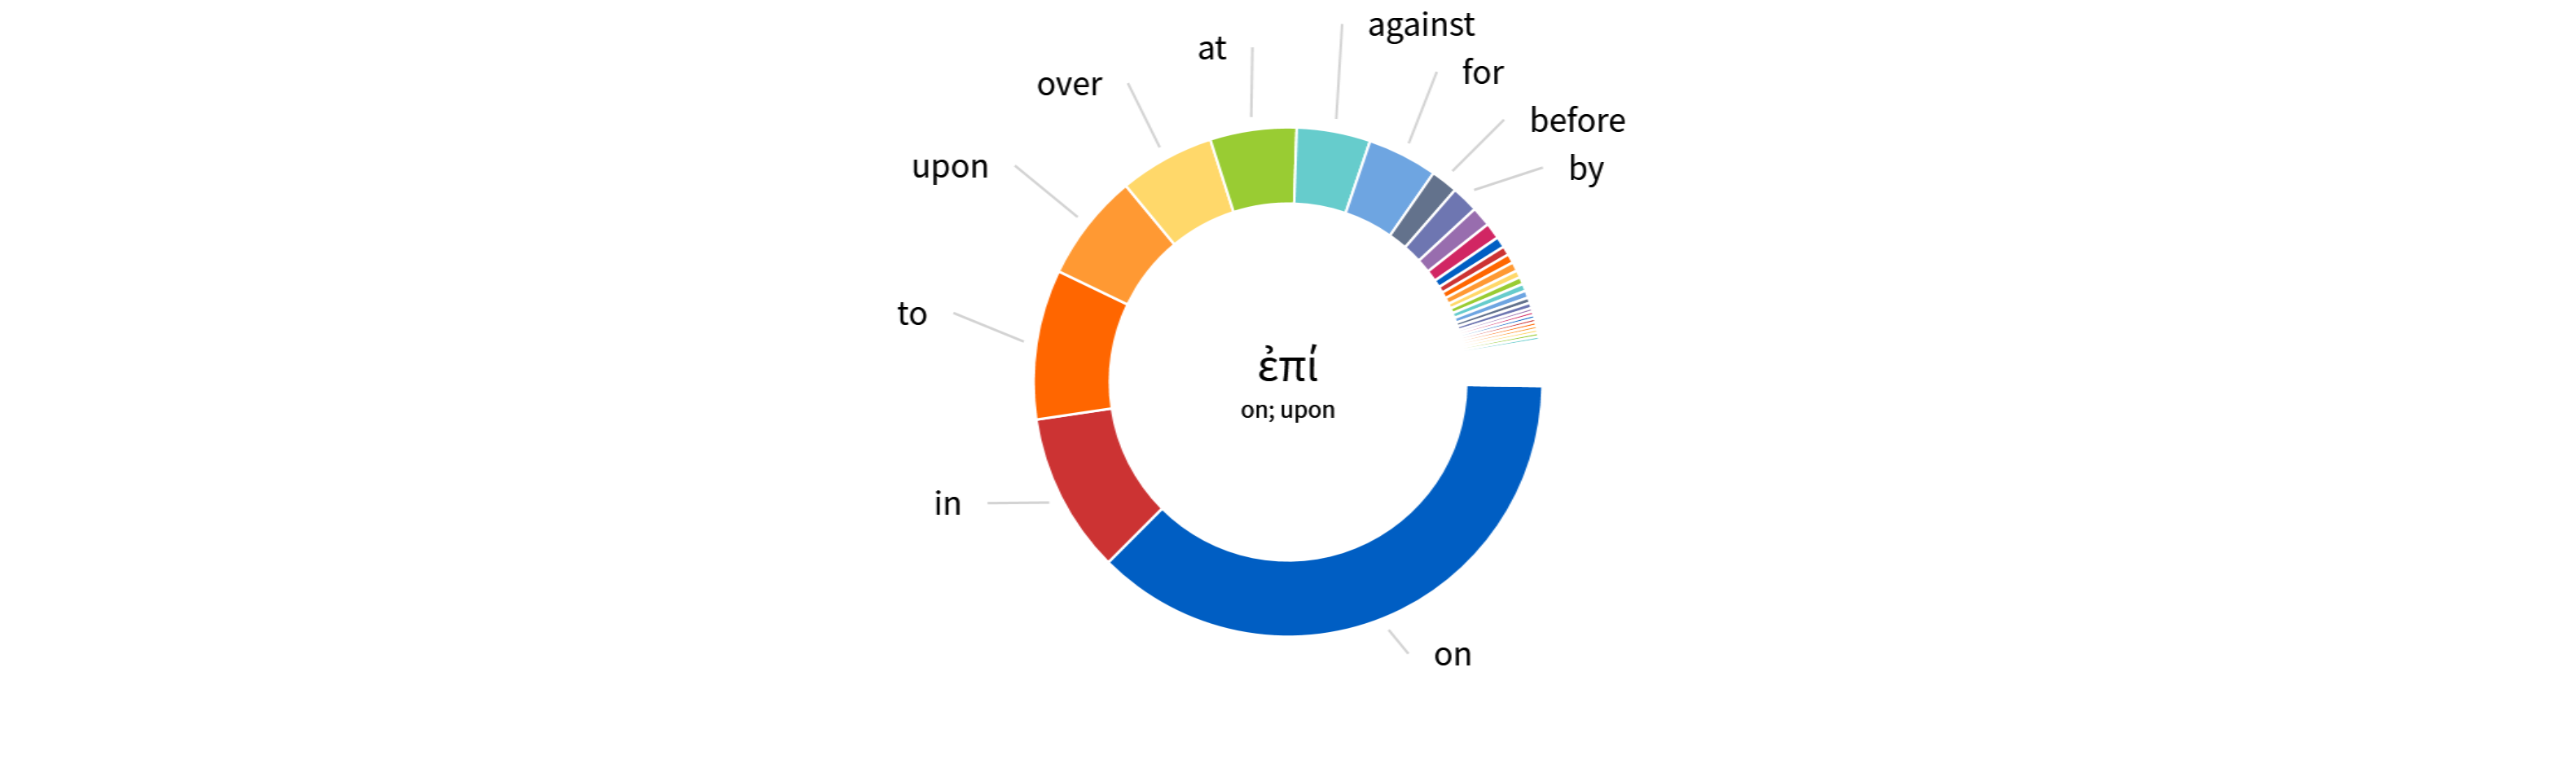 against
at
for
over
before
upon
by
to
ἐπί
on; upon
in
on